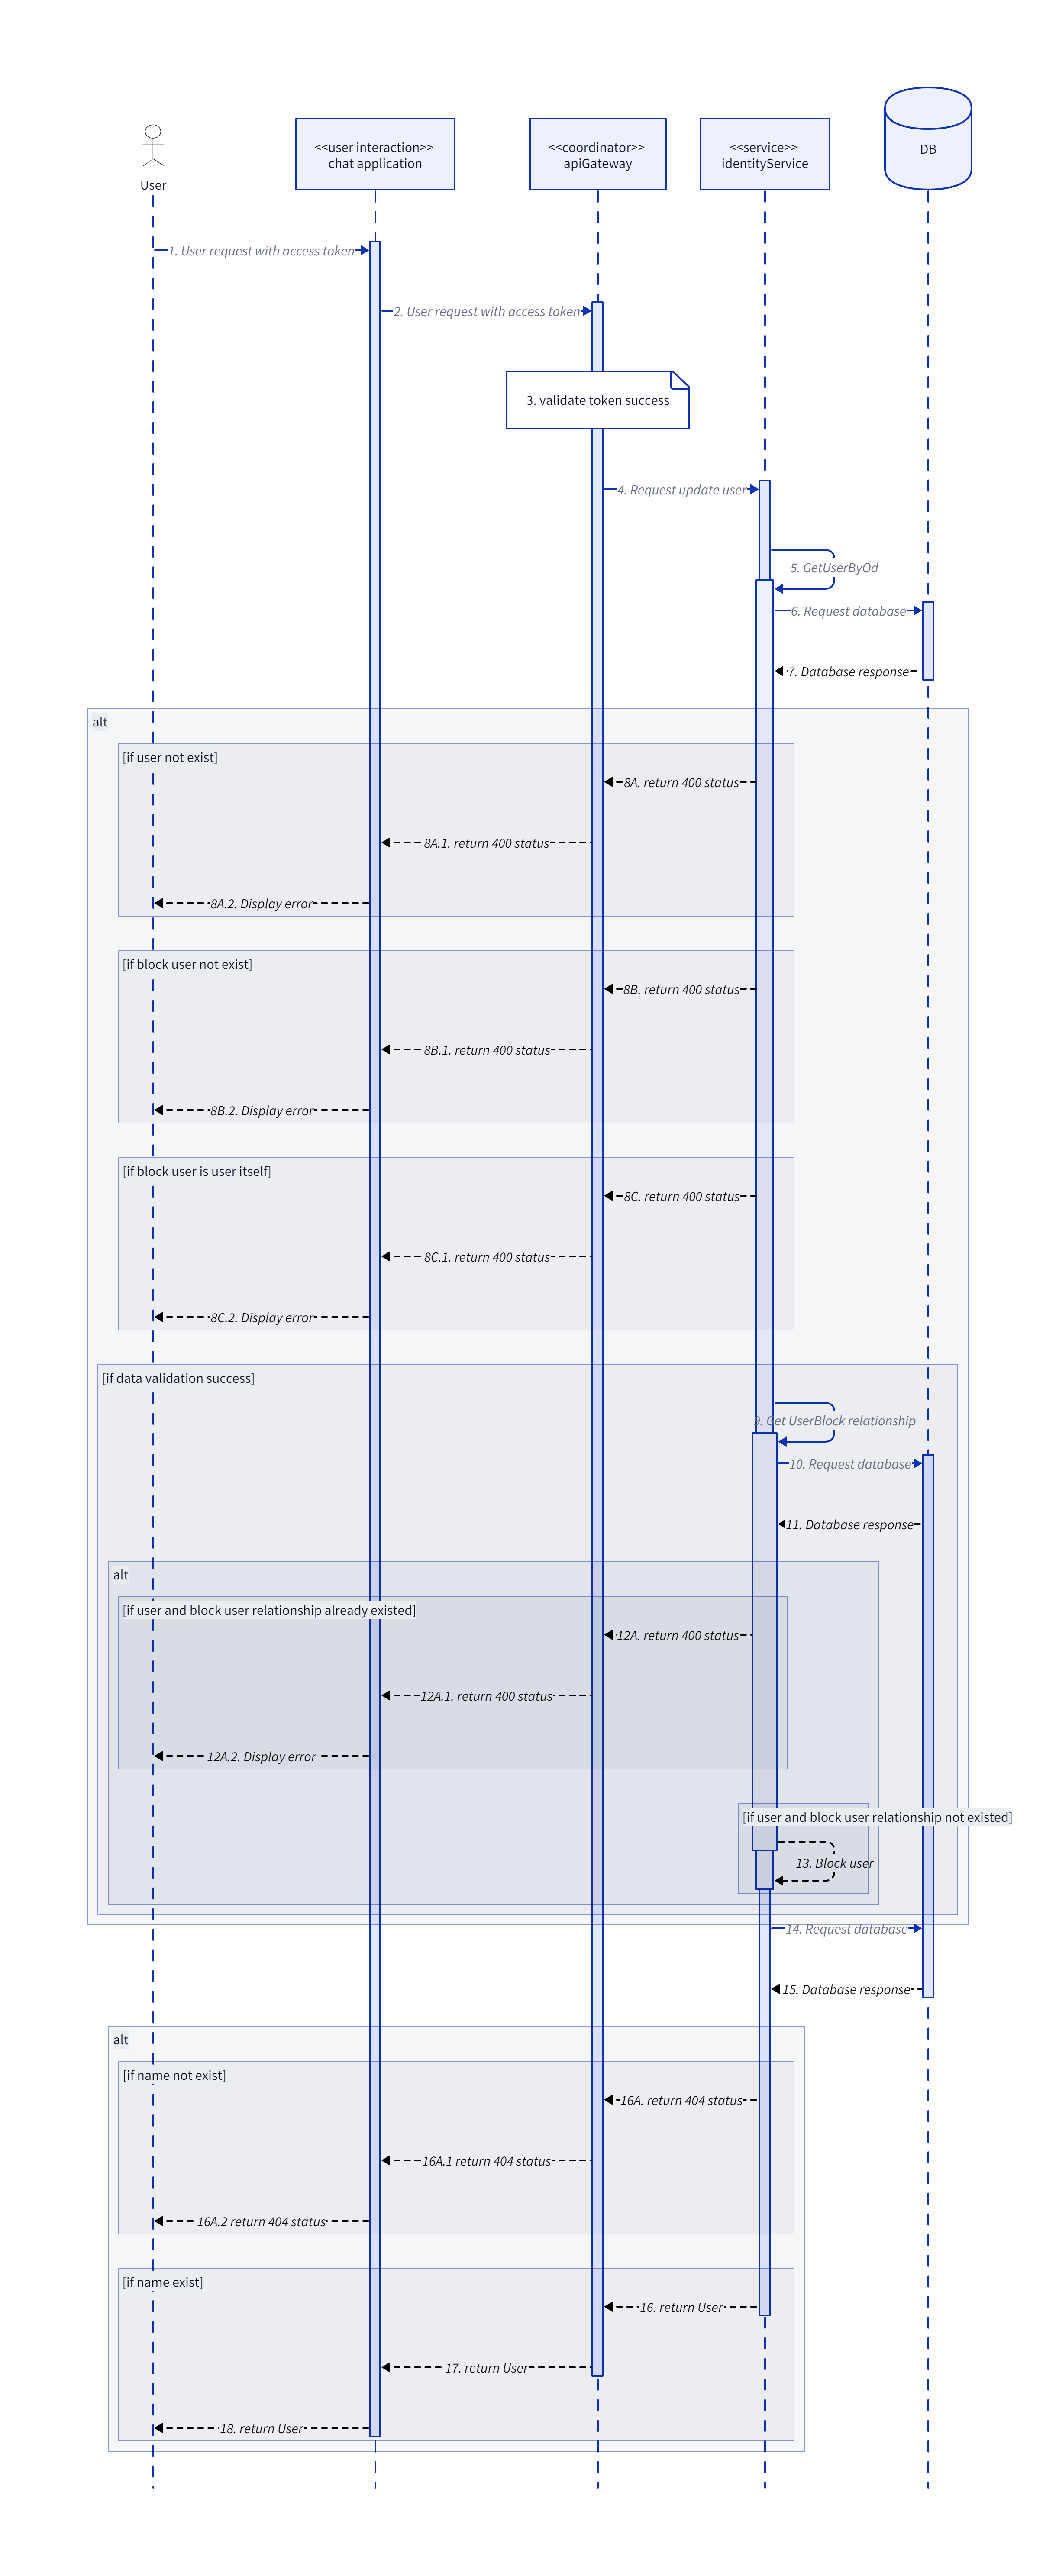 User
<<user interaction>>
chat application
<<coordinator>>
apiGateway
<<service>>
identityService
DB
1. User request with access token
2. User request with access token
3. validate token success
4. Request update user
5. GetUserByOd
6. Request database
7. Database response
alt
[if user not exist]
8A. return 400 status
8A.1. return 400 status
8A.2. Display error
[if block user not exist]
8B. return 400 status
8B.1. return 400 status
8B.2. Display error
[if block user is user itself]
8C. return 400 status
8C.1. return 400 status
8C.2. Display error
[if data validation success]
9. Get UserBlock relationship
10. Request database
11. Database response
alt
[if user and block user relationship already existed]
12A. return 400 status
12A.1. return 400 status
12A.2. Display error
[if user and block user relationship not existed]
13. Block user
14. Request database
15. Database response
alt
[if name not exist]
16A. return 404 status
16A.1 return 404 status
16A.2 return 404 status
[if name exist]
16. return User
17. return User
18. return User